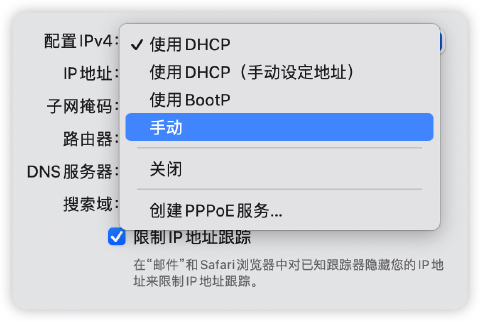 配置 IPv4:
✓ 使用 DHCP
IP 地址:
使用 DHCP（手动设定地址）
子网掩码:
使用 BootP
路由器:
手动
DNS 服务器:
关闭
搜索域:
创建 PPPoE 服务...
限制 IP 地址跟踪
在“邮件”和 Safari 浏览器中对已知跟踪器隐藏您的 IP 地
址来限制 IP 地址跟踪。